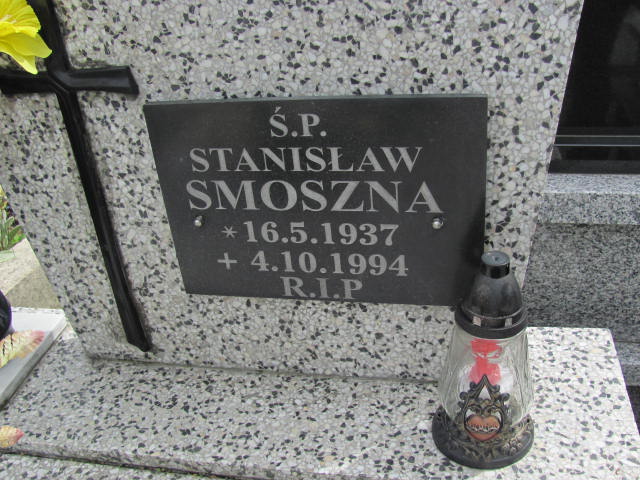 Ś.P.
STANISŁAW
SMOSZNA
* 16.5.1937
+ 4.10.1994
R.I.P